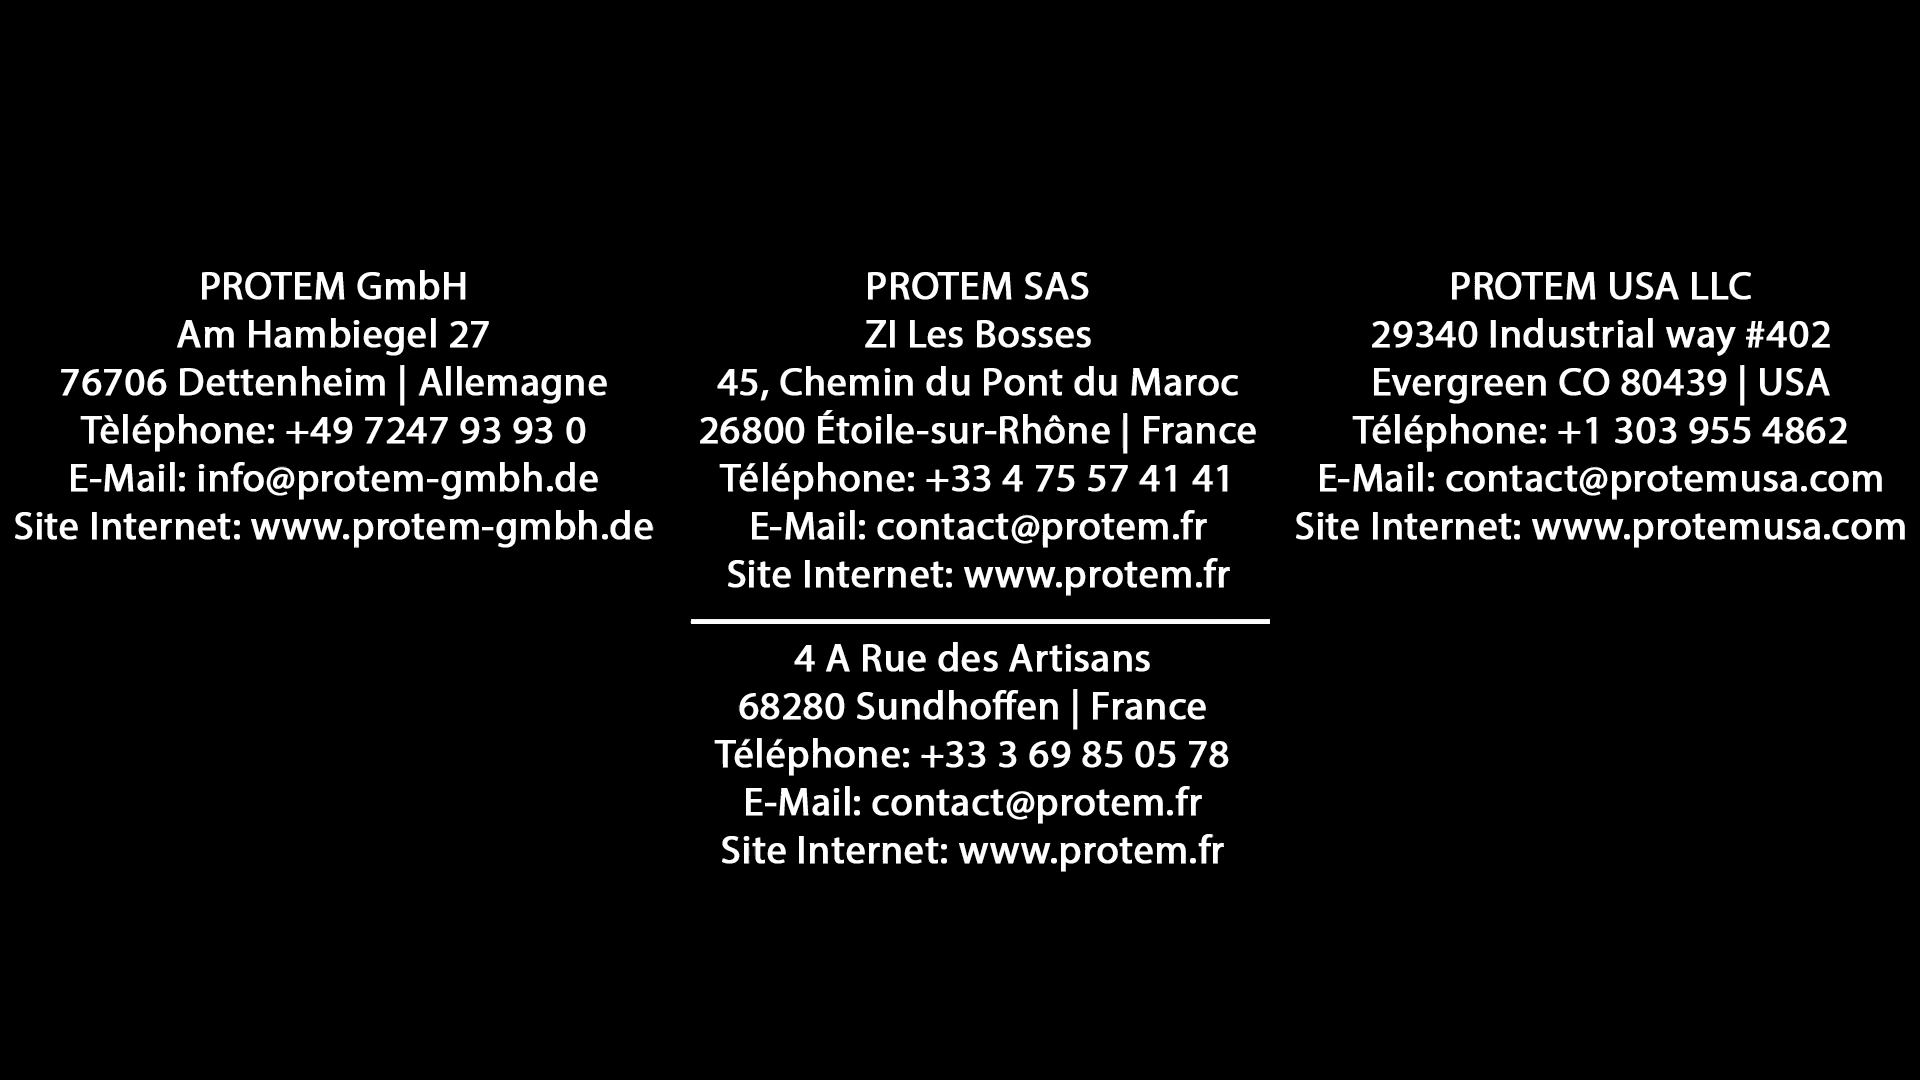 PROTEM GmbH
Am Hambiegel 27
76706 Dettenheim | Allemagne
Tèléphone: +49 7247 93 93 0
E-Mail: info@protem-gmbh.de
Site Internet: www.protem-gmbh.de
PROTEM SAS
ZI Les Bosses
45, Chemin du Pont du Maroc
26800 Étoile-sur-Rhône | France
Téléphone: +33 4 75 57 41 41
E-Mail: contact@protem.fr
Site Internet: www.protem.fr
4 A Rue des Artisans
68280 Sundhoffen | France
Téléphone: +33 3 69 85 05 78
E-Mail: contact@protem.fr
Site Internet: www.protem.fr
PROTEM USA LLC
29340 Industrial way #402
Evergreen CO 80439 | USA
Téléphone: +1 303 955 4862
E-Mail: contact@protemusa.com
Site Internet: www.protemusa.com